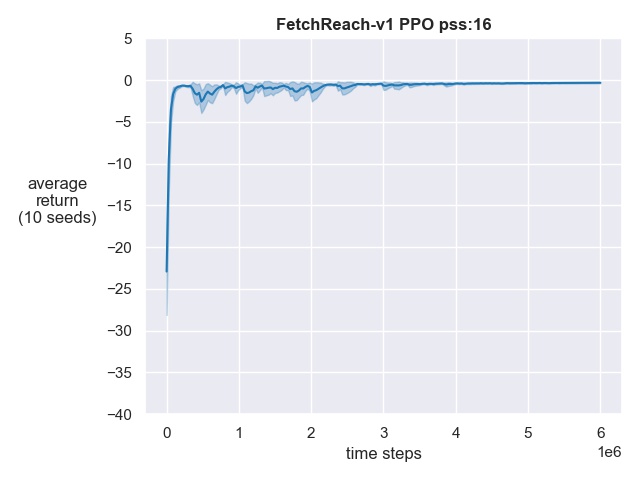 FetchReach-v1 PPO pss:16
5
0
−5
−10
−15
−20
−25
−30
−35
−40
average
return
(10 seeds)
0 1 2 3 4 5 6
1e6
time steps